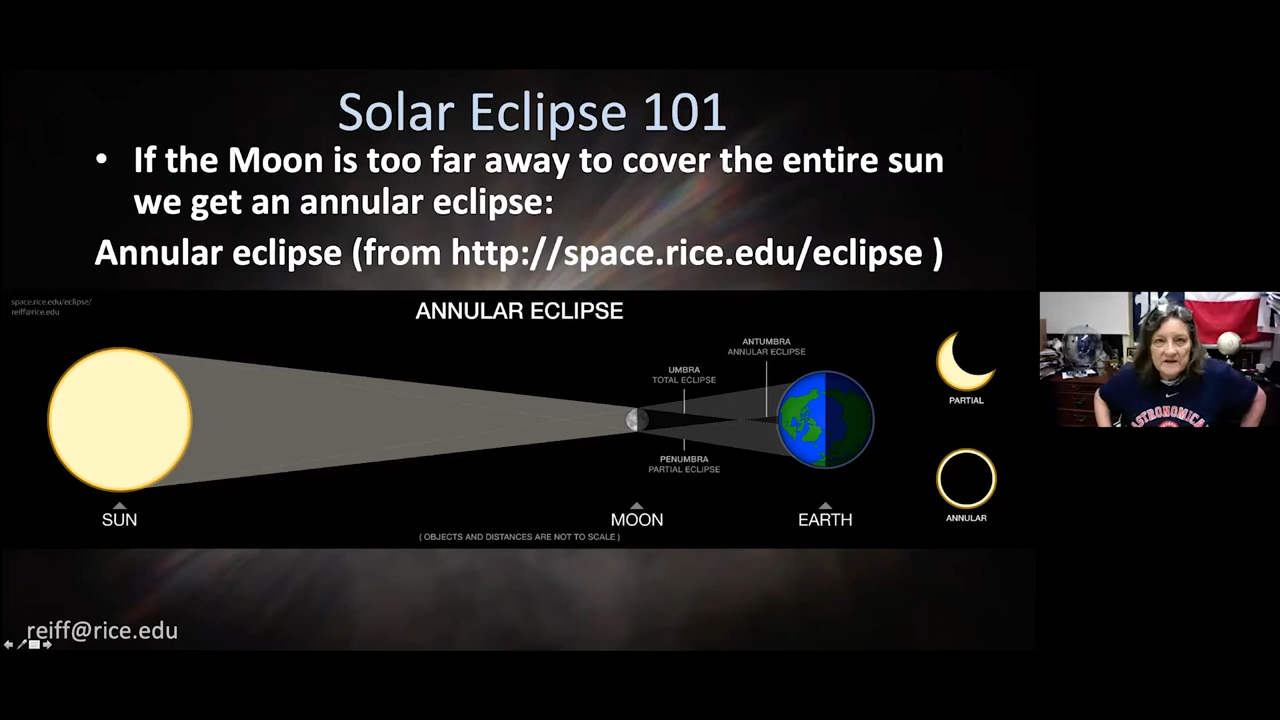 Solar Eclipse 101
• If the Moon is too far away to cover the entire sun
we get an annular eclipse:
Annular eclipse (from http://space.rice.edu/eclipse )
space.rice.edu/eclipse/
reiff@rice.edu
ANNULAR ECLIPSE
ANTUMBRA
ANNULAR ECLIPSE
UMBRA
TOTAL ECLIPSE
PENUMBRA
PARTIAL ECLIPSE
PARTIAL
ANNULAR
SUN
MOON
EARTH
( OBJECTS AND DISTANCES ARE NOT TO SCALE )
reiff@rice.edu